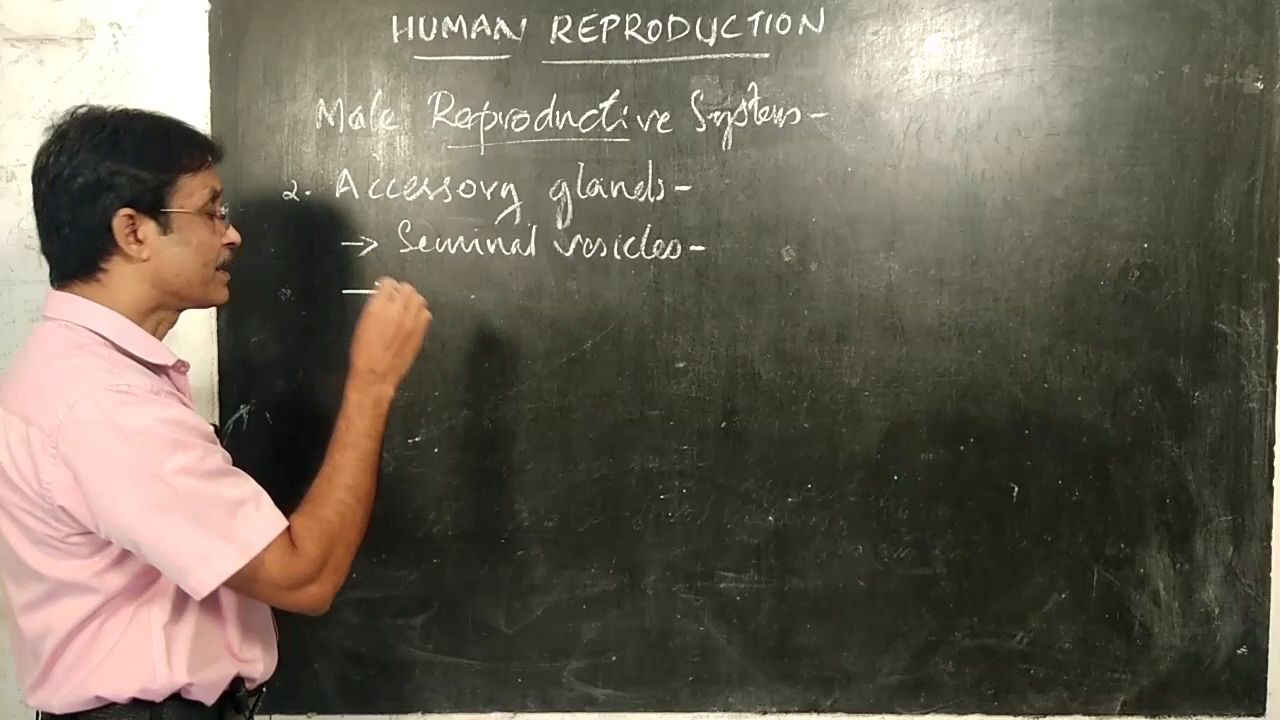 HUMAN REPRODUCTION
Male Reproductive System-
2. Accessory glands-
→ Seminal vesicles-